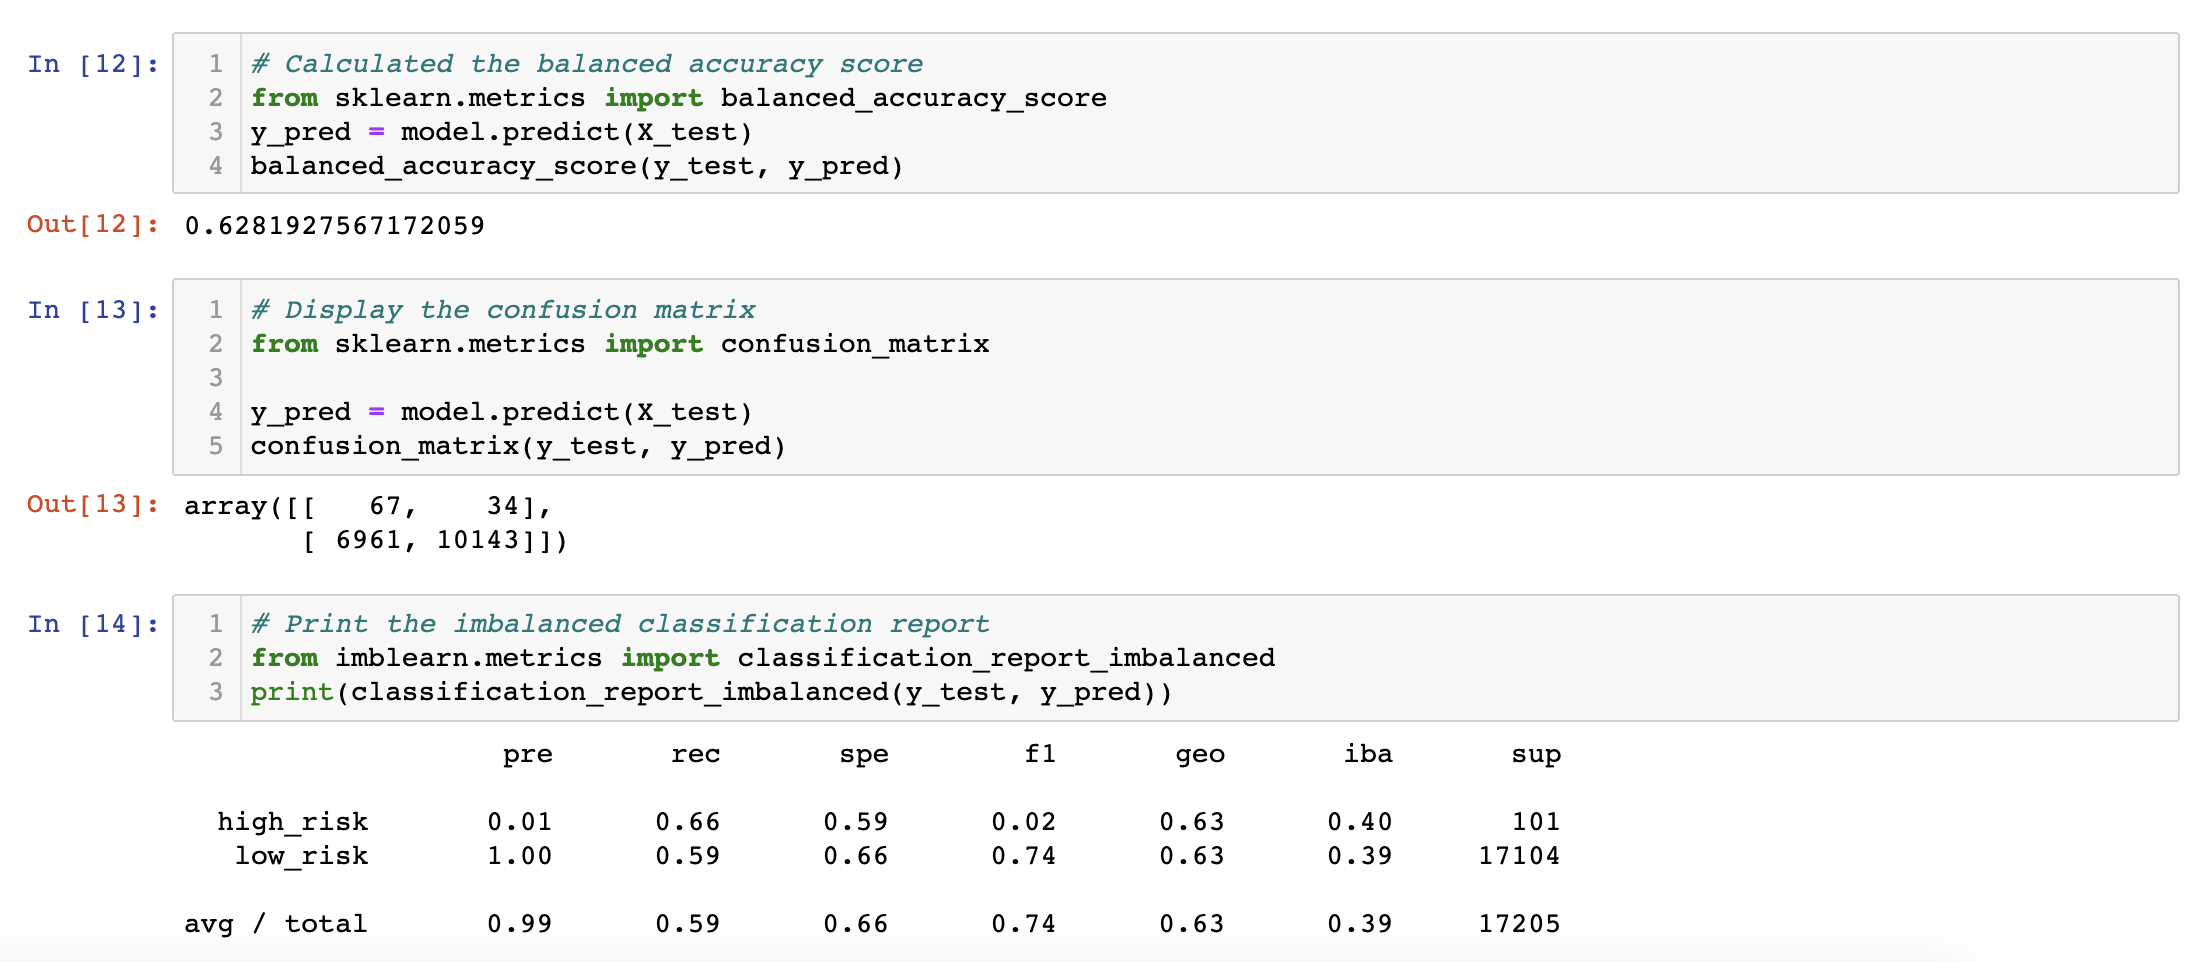 In [12]:
1 # Calculated the balanced accuracy score
2 from sklearn.metrics import balanced_accuracy_score
3 y_pred = model.predict(X_test)
4 balanced_accuracy_score(y_test, y_pred)
Out[12]: 0.6281927567172059
In [13]:
1 # Display the confusion matrix
2 from sklearn.metrics import confusion_matrix
3
4 y_pred = model.predict(X_test)
5 confusion_matrix(y_test, y_pred)
Out[13]: array([[   67,    34],
       [ 6961, 10143]])
In [14]:
1 # Print the imbalanced classification report
2 from imblearn.metrics import classification_report_imbalanced
3 print(classification_report_imbalanced(y_test, y_pred))
pre rec spe f1 geo iba sup
high_risk 0.01 0.66 0.59 0.02 0.63 0.40 101
low_risk 1.00 0.59 0.66 0.74 0.63 0.39 17104
avg / total 0.99 0.59 0.66 0.74 0.63 0.39 17205